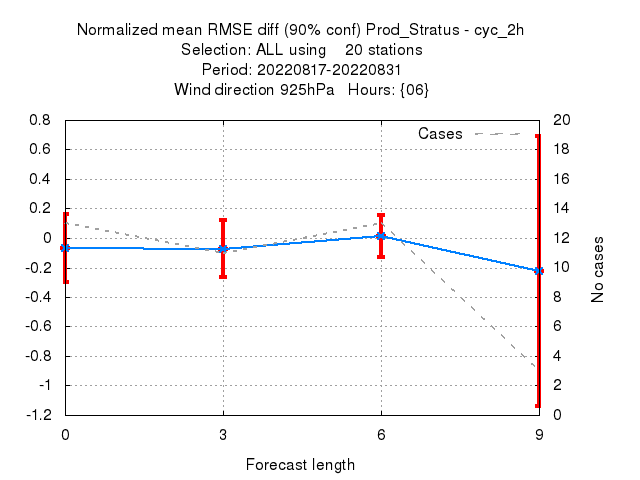 Normalized mean RMSE diff (90% conf) Prod_Stratus - cyc_2h
Selection: ALL using 20 stations
Period: 20220817-20220831
Wind direction 925hPa Hours: {06}
Cases
0.8
0.6
0.4
0.2
0
-0.2
-0.4
-0.6
-0.8
-1
-1.2
20
18
16
14
12
10
8
6
4
2
0
No cases
0 3 6 9
Forecast length